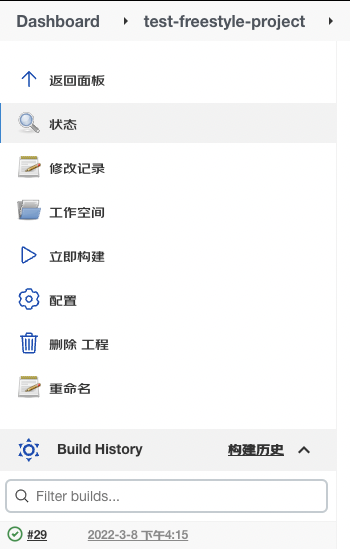 Dashboard test-freestyle-project
返回面板
状态
修改记录
工作空间
立即构建
配置
删除 工程
重命名
Build History 构建历史
Filter builds...
#29 2022-3-8 下午4:15